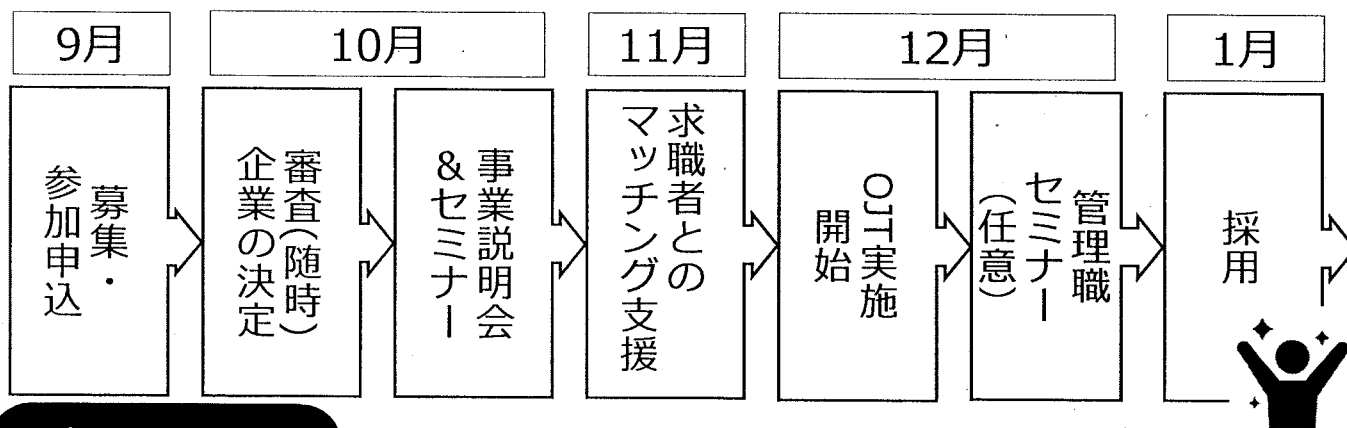 9月
10月
11月
12月
1月
募集・
参加申込
審査(随時)
企業の決定
事業説明会
&セミナー
求職者との
マッチング支援
OJT実施
開始
管理職
セミナー
(任意)
採用